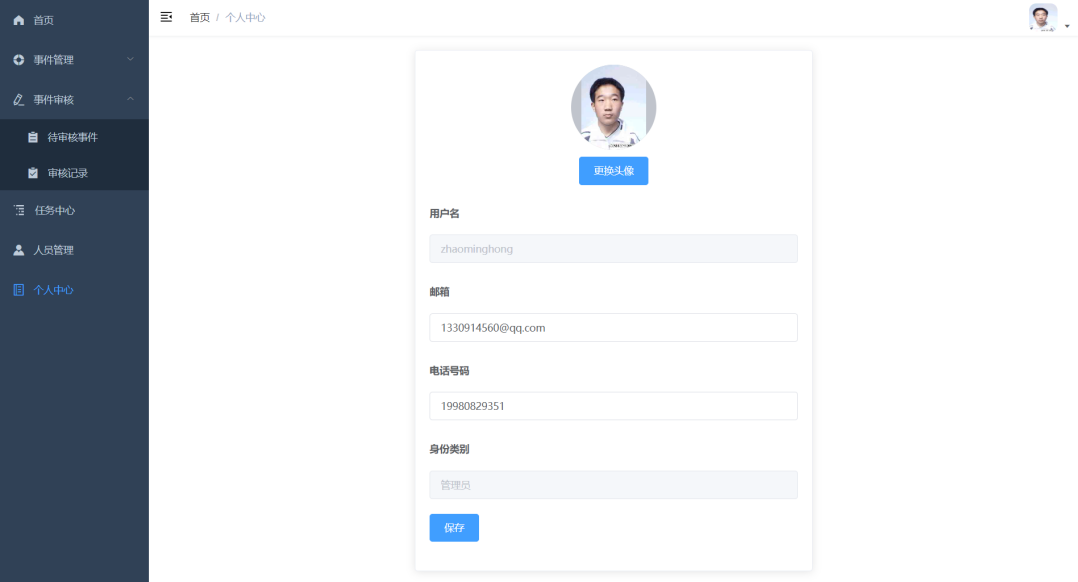 首页
事件管理
事件审核
待审核事件
审核记录
任务中心
人员管理
个人中心
首页 / 个人中心
更换头像
用户名
zhaominghong
邮箱
1330914560@qq.com
电话号码
19980829351
身份类别
管理员
保存